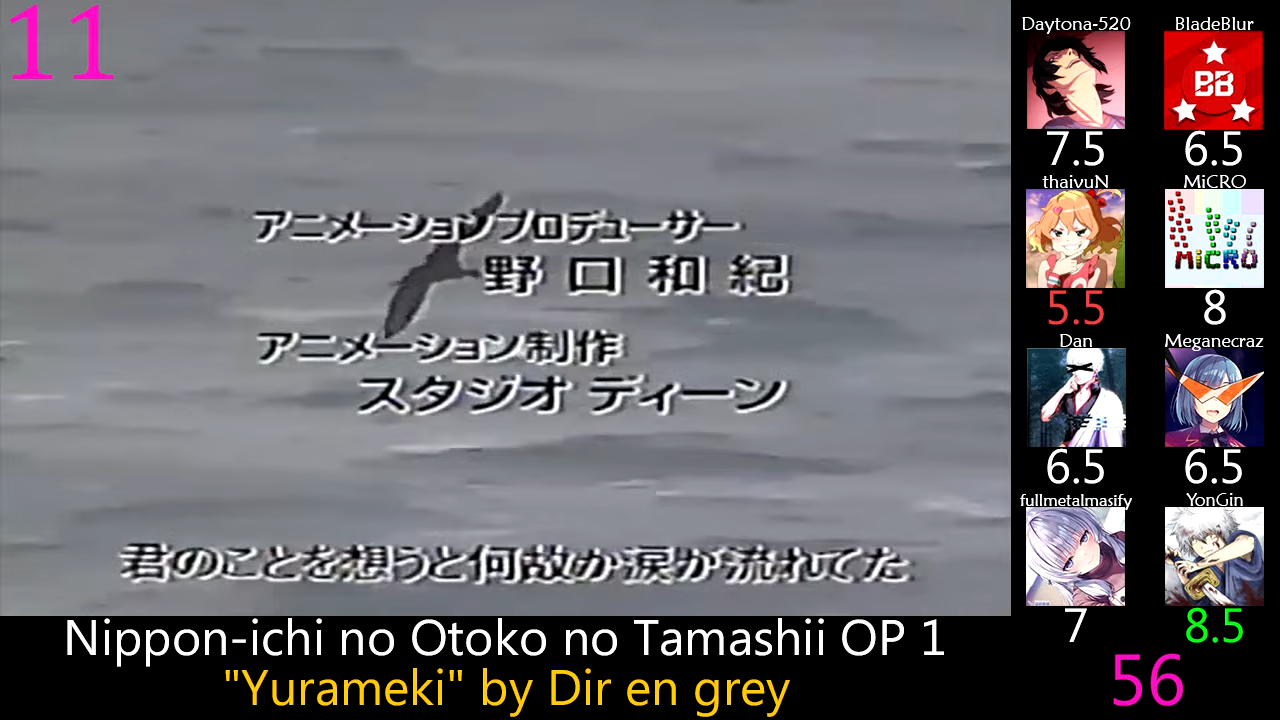 11
アニメーションプロデューサー
野口和紀
アニメーション制作
スタジオ ディーン
君のことを想うと何故か涙が流れてた
Nippon-ichi no Otoko no Tamashii OP 1
"Yurameki" by Dir en grey
Daytona-520
BladeBlur
BB
7.5
6.5
thaivuN
MiCRO
MiCRO
5.5
8
Dan
Meganecraz
6.5
6.5
fullmetalmasify
YonGin
7
8.5
56